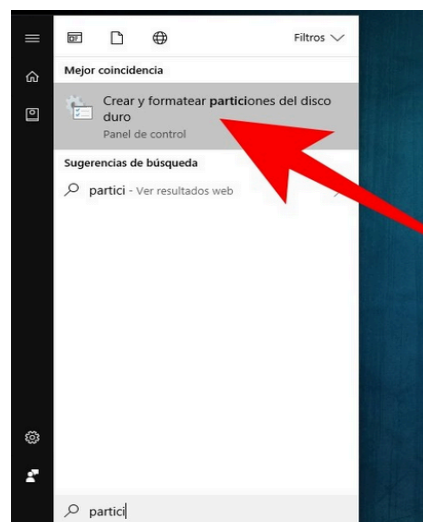 Filtros
Mejor coincidencia
Crear y formatear particiones del disco
duro
Panel de control
Sugerencias de búsqueda
partici - Ver resultados web
partici